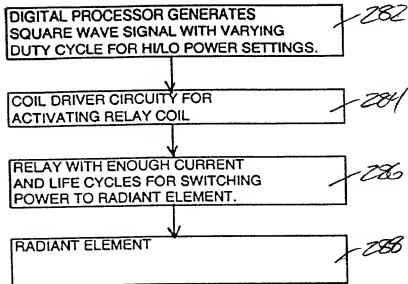 DIGITAL PROCESSOR GENERATES
SQUARE WAVE SIGNAL WITH VARYING
DUTY CYCLE FOR HI/LO POWER SETTINGS.
282
COIL DRIVER CIRCUITY FOR
ACTIVATING RELAY COIL
284
RELAY WITH ENOUGH CURRENT
AND LIFE CYCLES FOR SWITCHING
POWER TO RADIANT ELEMENT.
286
RADIANT ELEMENT
288